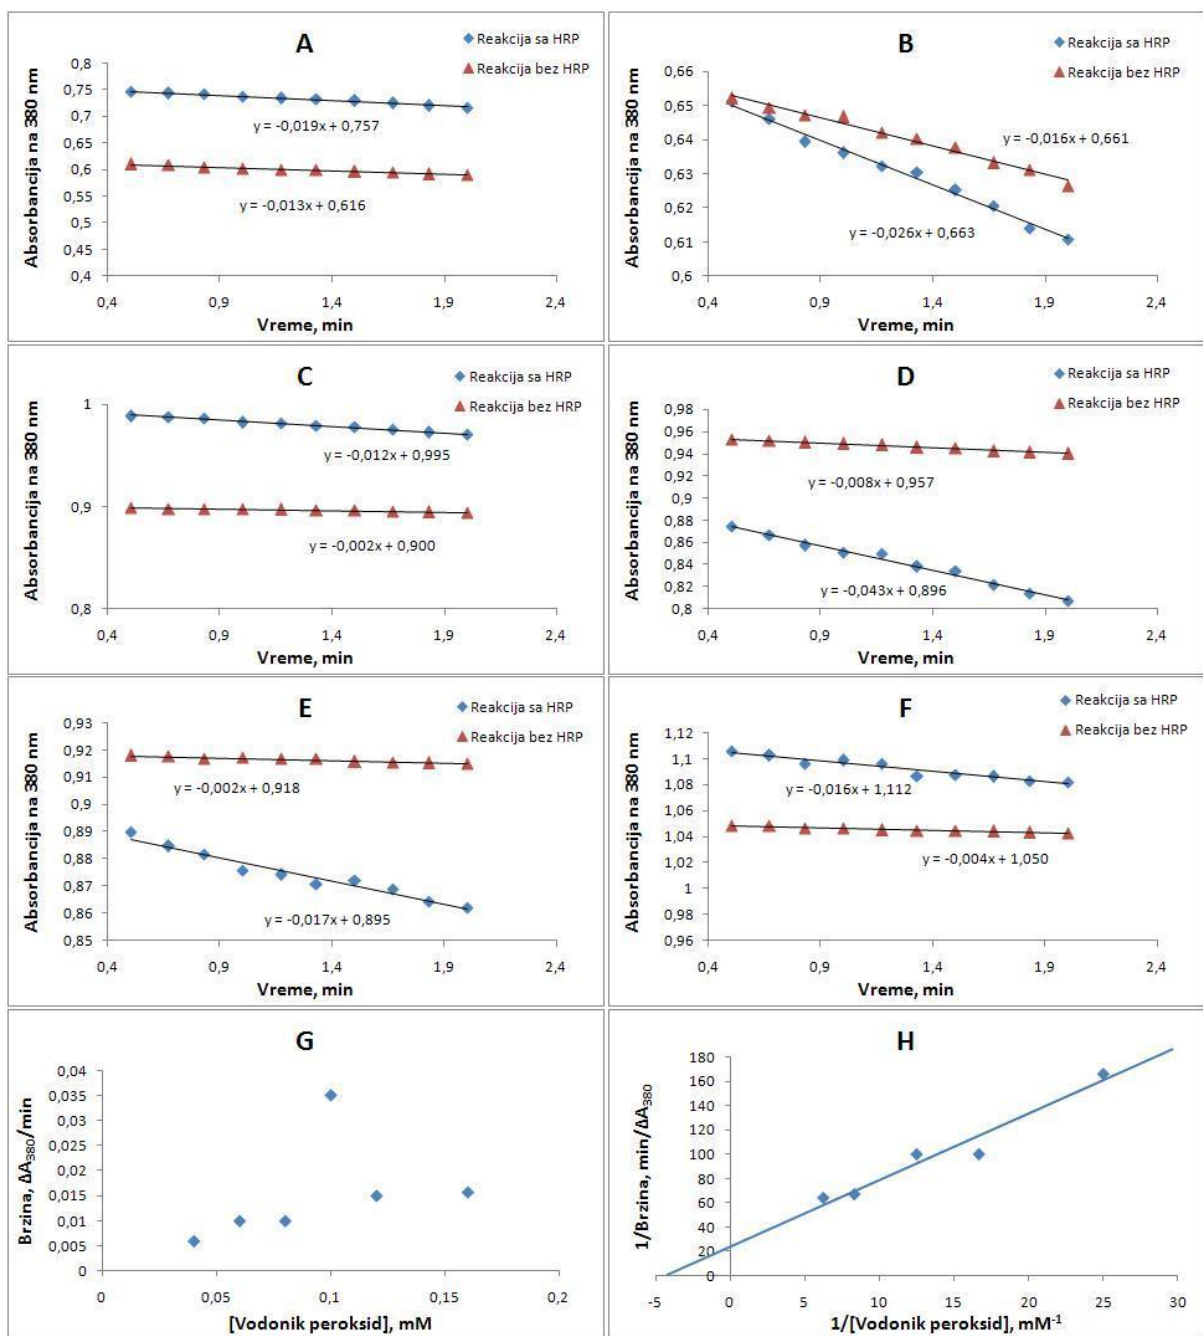 A
Reakcija sa HRP
Reakcija bez HRP
Absorbancija na 380 nm
0,8
0,75
0,7
0,65
0,6
0,55
0,5
0,45
0,4
y = -0,019x + 0,757
y = -0,013x + 0,616
0,4 0,9 1,4 1,9 2,4
Vreme, min
B
Reakcija sa HRP
Reakcija bez HRP
Absorbancija na 380 nm
0,66
0,65
0,64
0,63
0,62
0,61
0,6
y = -0,016x + 0,661
y = -0,026x + 0,663
0,4 0,9 1,4 1,9 2,4
Vreme, min
C
Reakcija sa HRP
Reakcija bez HRP
Absorbancija na 380 nm
1
0,9
0,8
y = -0,012x + 0,995
y = -0,002x + 0,900
0,4 0,9 1,4 1,9 2,4
Vreme, min
D
Reakcija sa HRP
Reakcija bez HRP
Absorbancija na 380 nm
0,98
0,96
0,94
0,92
0,9
0,88
0,86
0,84
0,82
0,8
y = -0,008x + 0,957
y = -0,043x + 0,896
0,4 0,9 1,4 1,9 2,4
Vreme, min
E
Reakcija sa HRP
Reakcija bez HRP
Absorbancija na 380 nm
0,93
0,92
0,91
0,9
0,89
0,88
0,87
0,86
0,85
y = -0,002x + 0,918
y = -0,017x + 0,895
0,4 0,9 1,4 1,9 2,4
Vreme, min
F
Reakcija sa HRP
Reakcija bez HRP
Absorbancija na 380 nm
1,12
1,1
1,08
1,06
1,04
1,02
1
0,98
0,96
y = -0,016x + 1,112
y = -0,004x + 1,050
0,4 0,9 1,4 1,9 2,4
Vreme, min
G
Brzina, ΔA₃₈₀/min
0,04
0,035
0,03
0,025
0,02
0,015
0,01
0,005
0
0 0,05 0,1 0,15 0,2
[Vodonik peroksid], mM
H
1/Brzina, min/ΔA₃₈₀
180
160
140
120
100
80
60
40
20
0
-5 0 5 10 15 20 25 30
1/[Vodonik peroksid], mM⁻¹